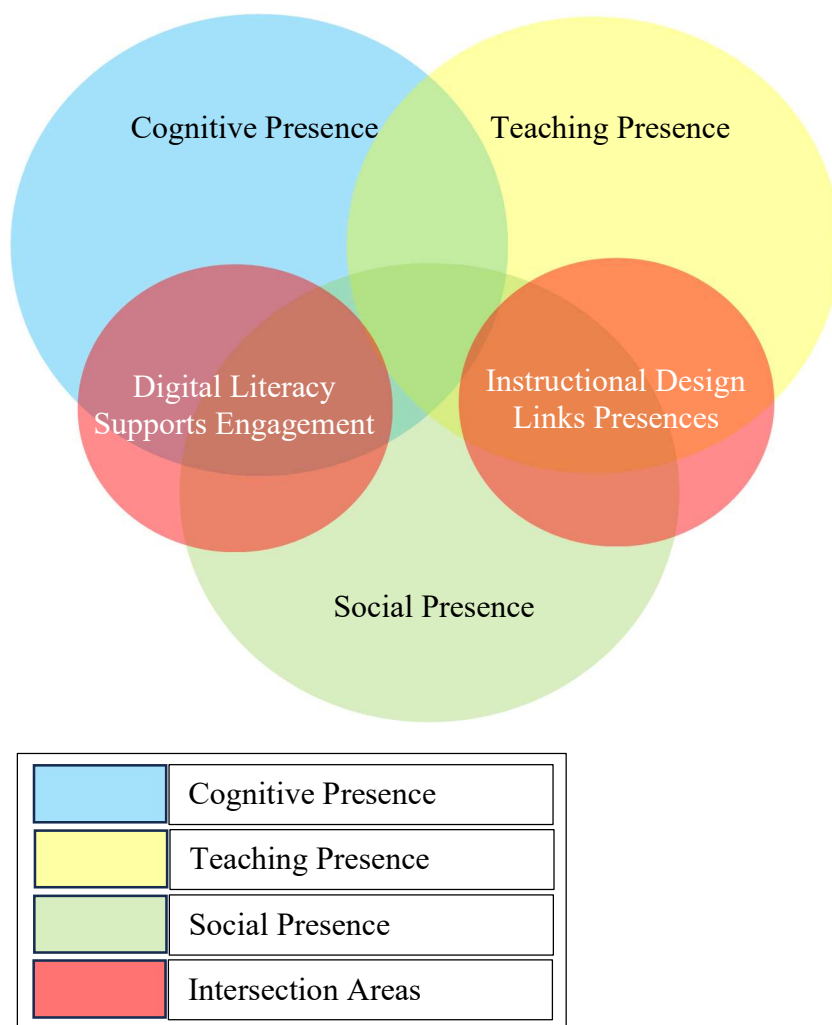 Cognitive Presence
Teaching Presence
Digital Literacy
Supports Engagement
Instructional Design
Links Presences
Social Presence
Cognitive Presence
Teaching Presence
Social Presence
Intersection Areas